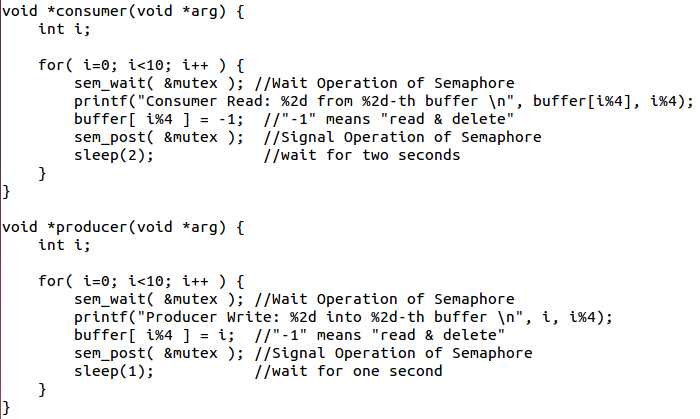 void *consumer(void *arg) {
    int i;

    for( i=0; i<10; i++ ) {
        sem_wait( &mutex ); //Wait Operation of Semaphore
        printf("Consumer Read: %2d from %2d-th buffer \n", buffer[i%4], i%4);
        buffer[ i%4 ] = -1;  //"-1" means "read & delete"
        sem_post( &mutex );  //Signal Operation of Semaphore
        sleep(2);            //wait for two seconds
    }
}

void *producer(void *arg) {
    int i;

    for( i=0; i<10; i++ ) {
        sem_wait( &mutex ); //Wait Operation of Semaphore
        printf("Producer Write: %2d into %2d-th buffer \n", i, i%4);
        buffer[ i%4 ] = i;  //"-1" means "read & delete"
        sem_post( &mutex ); //Signal Operation of Semaphore
        sleep(1);           //wait for one second
    }
}